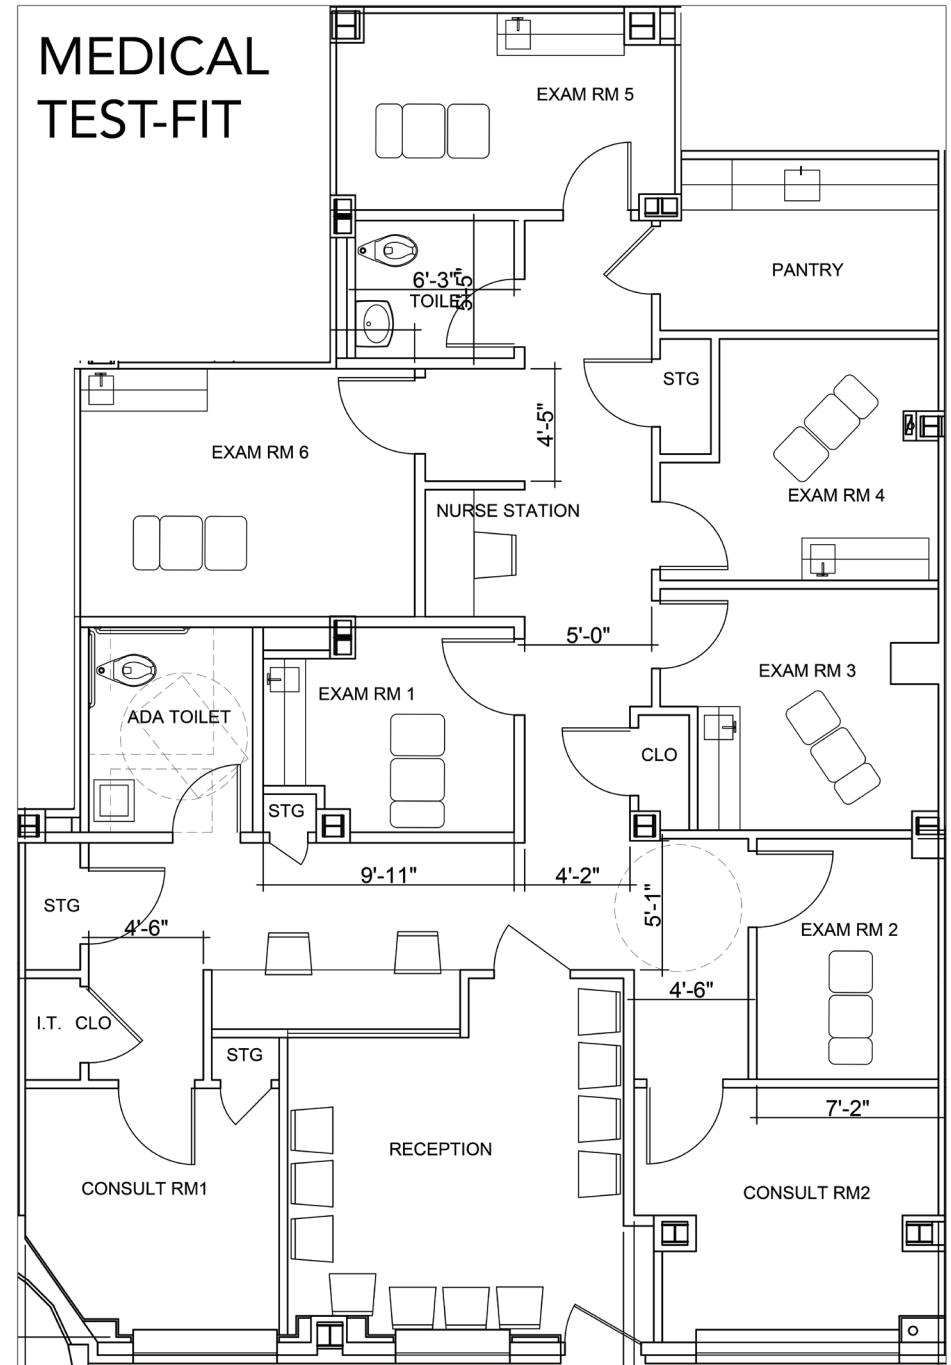 MEDICAL
TEST-FIT
EXAM RM 5
PANTRY
6'-3"
5'-5"
TOILET
STG
4'-5"
EXAM RM 6
EXAM RM 4
NURSE STATION
5'-0"
EXAM RM 3
EXAM RM 1
ADA TOILET
CLO
STG
9'-11"
4'-2"
5'-1"
STG
4'-6"
EXAM RM 2
4'-6"
I.T. CLO
STG
7'-2"
RECEPTION
CONSULT RM1
CONSULT RM2